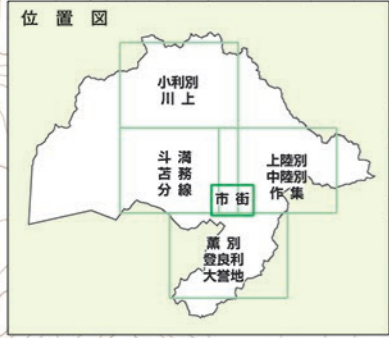 位置図
小利別
川上
斗満
苫務
分線
上陸別
中陸別
作集
市街
薫別
登良利
大誉地